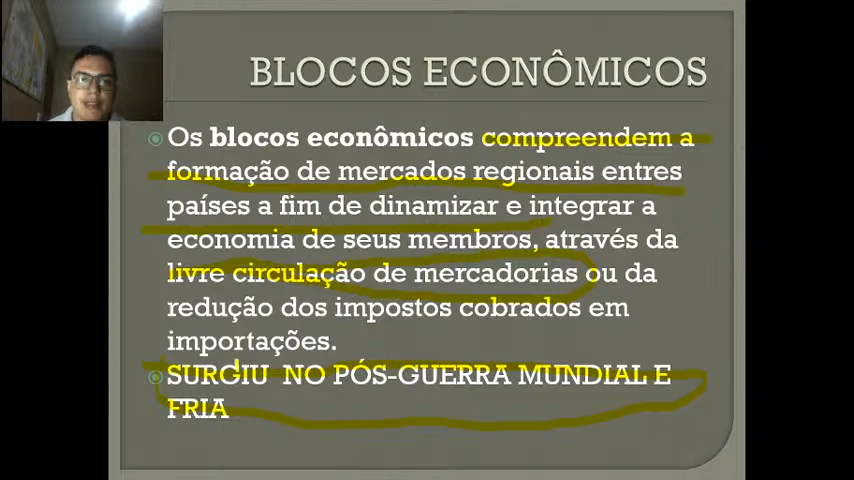 BLOCOS ECONÔMICOS
Os blocos econômicos compreendem a
formação de mercados regionais entres
países a fim de dinamizar e integrar a
economia de seus membros, através da
livre circulação de mercadorias ou da
redução dos impostos cobrados em
importações.
SURGIU NO PÓS-GUERRA MUNDIAL E
FRIA